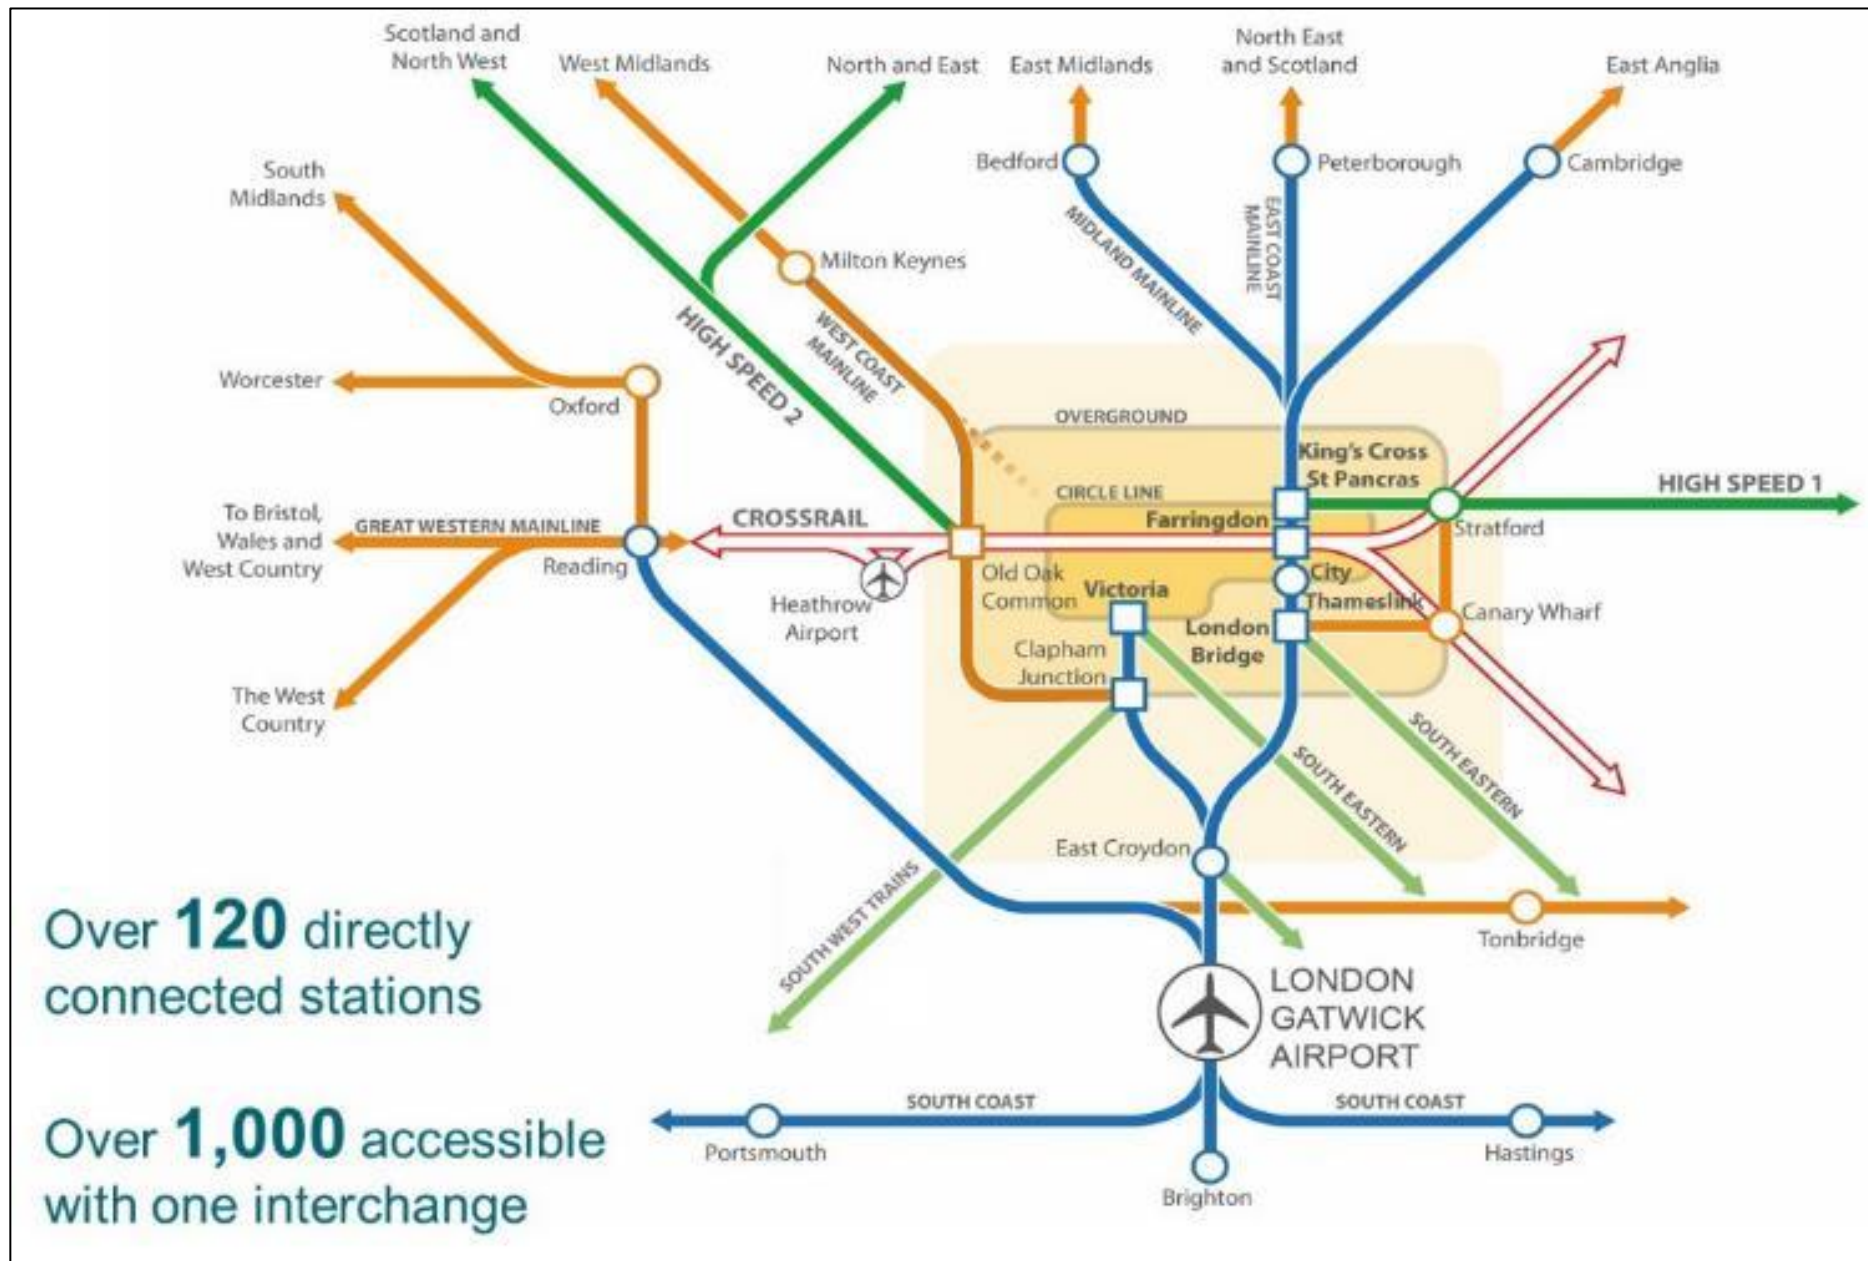 Scotland and
North West
West Midlands
North and East
East Midlands
North East
and Scotland
East Anglia
South
Midlands
Bedford
Peterborough
Cambridge
MIDLAND MAINLINE
EAST COAST
MAINLINE
Milton Keynes
HIGH SPEED 2
WEST COAST
MAINLINE
Worcester
Oxford
OVERGROUND
King's Cross
St Pancras
HIGH SPEED 1
To Bristol,
Wales and
West Country
GREAT WESTERN MAINLINE
Reading
CROSSRAIL
CIRCLE LINE
Farringdon
Stratford
Heathrow
Airport
Old Oak
Common
Victoria
City
Thameslink
Canary Wharf
London
Bridge
Clapham
Junction
The West
Country
SOUTH EASTERN
SOUTH EASTERN
East Croydon
SOUTH WEST TRAINS
Tonbridge
Over 120 directly
connected stations
LONDON
GATWICK
AIRPORT
SOUTH COAST
SOUTH COAST
Portsmouth
Hastings
Brighton
Over 1,000 accessible
with one interchange